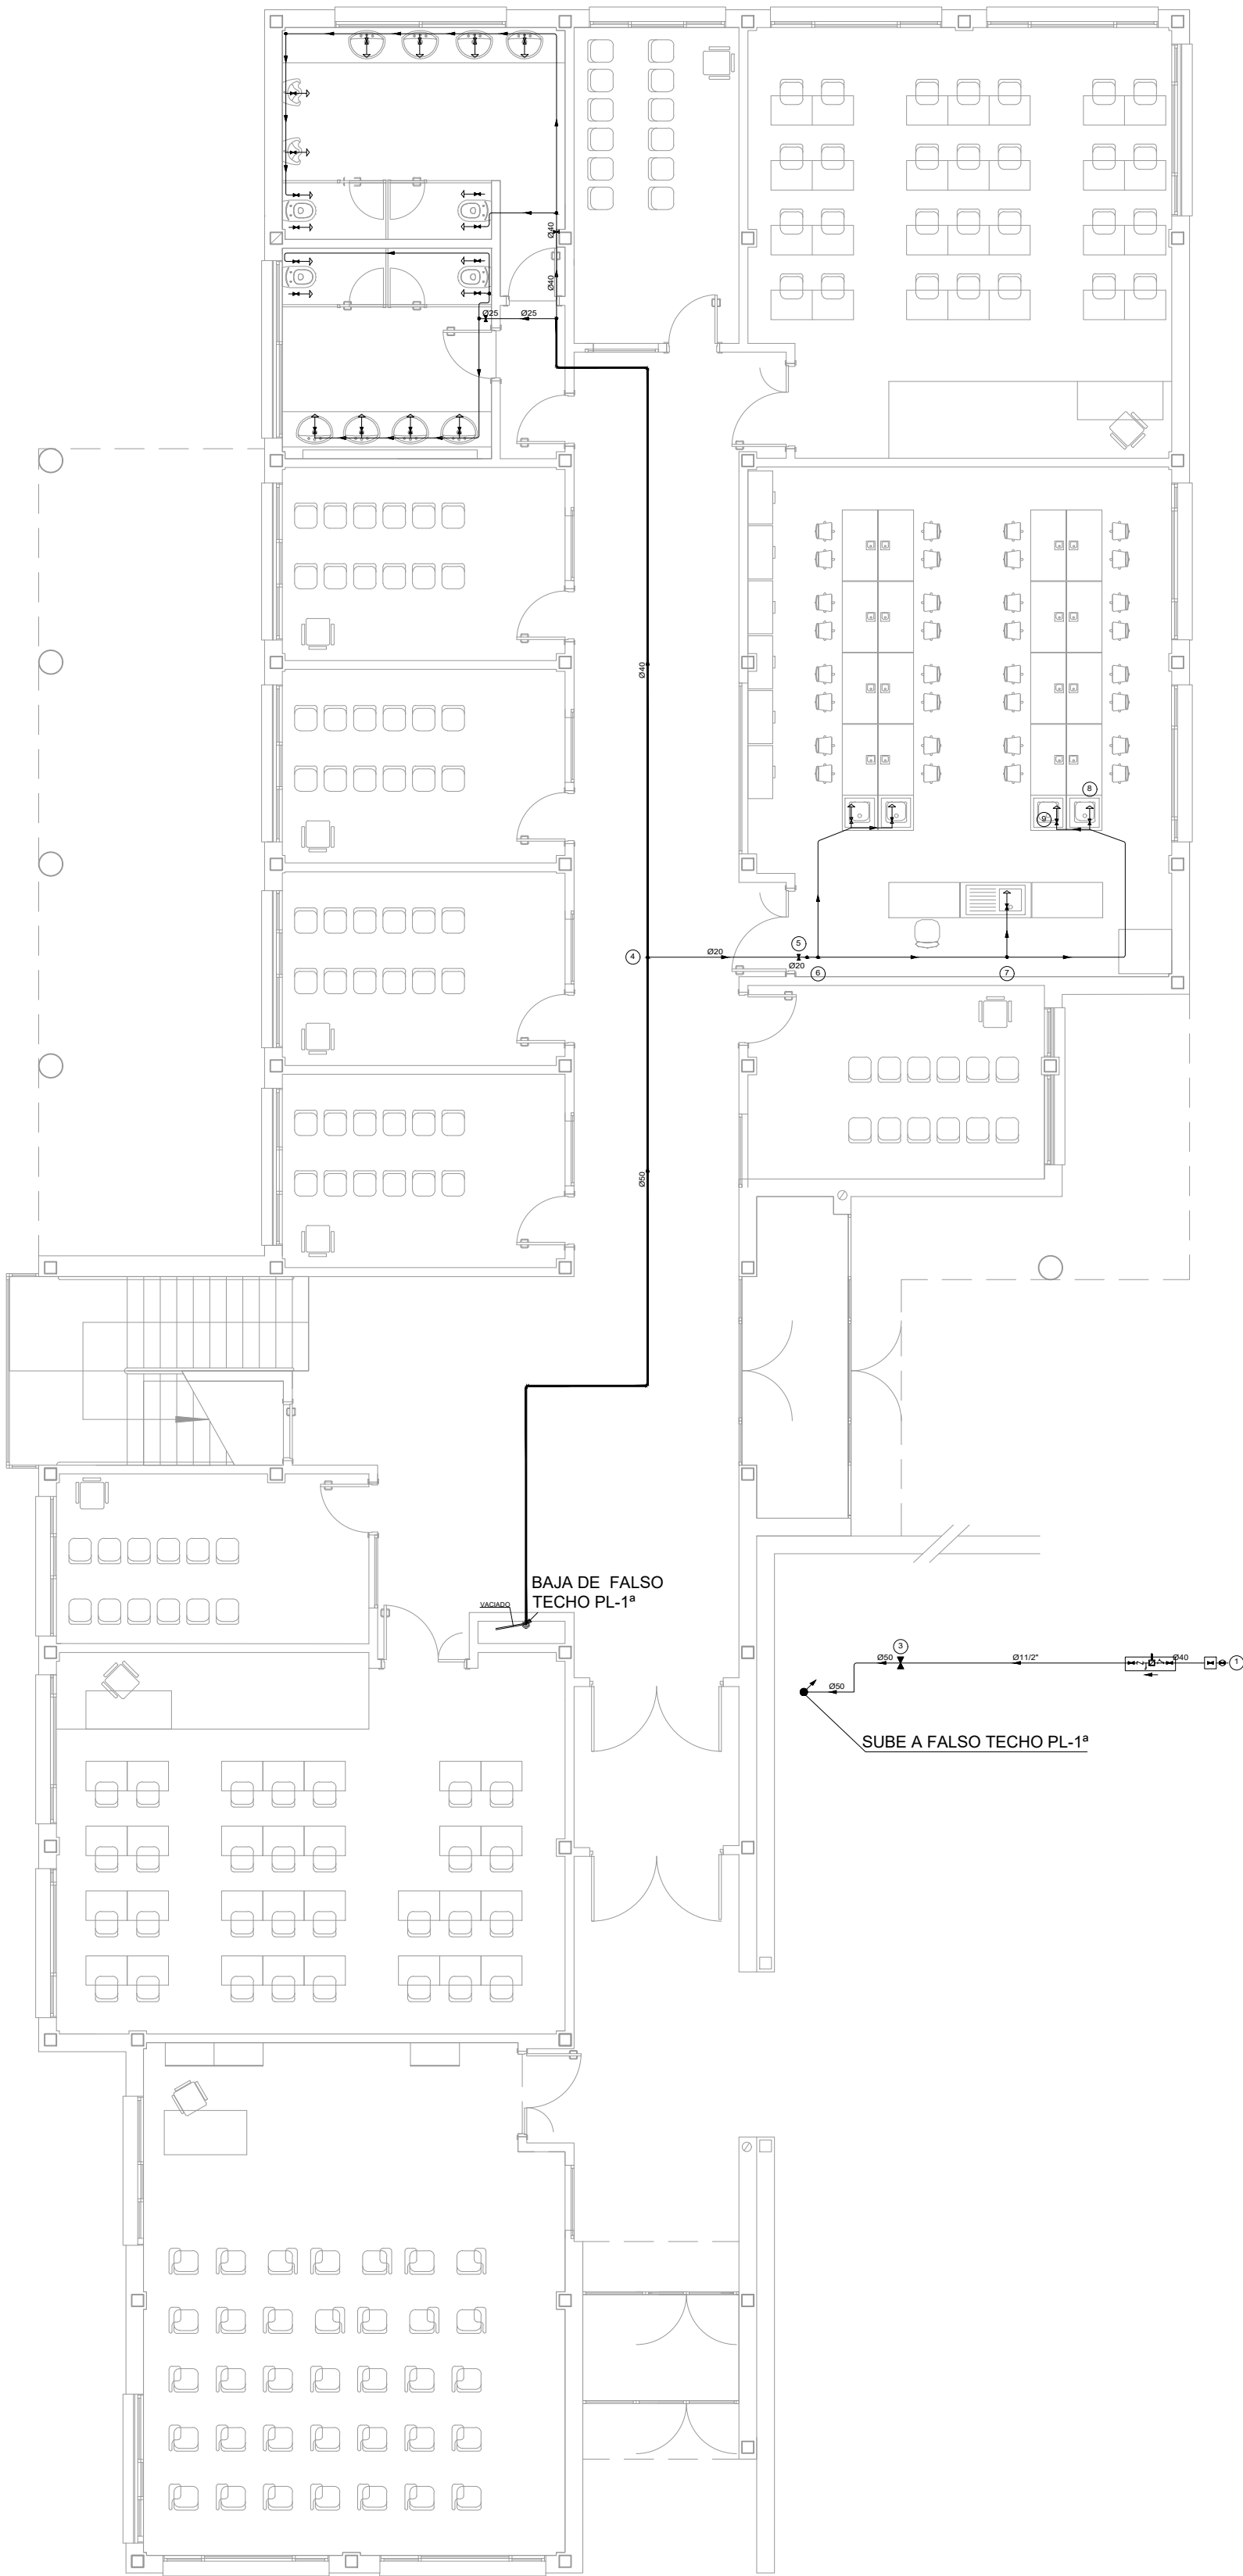 Ø40
Ø40
Ø25
Ø25
Ø40
8
9
5
4
Ø20
Ø20
6
7
Ø50
BAJA DE FALSO
TECHO PL-1ª
VACIADO
3
Ø50
Ø11/2"
Ø40
1
Ø50
SUBE A FALSO TECHO PL-1ª